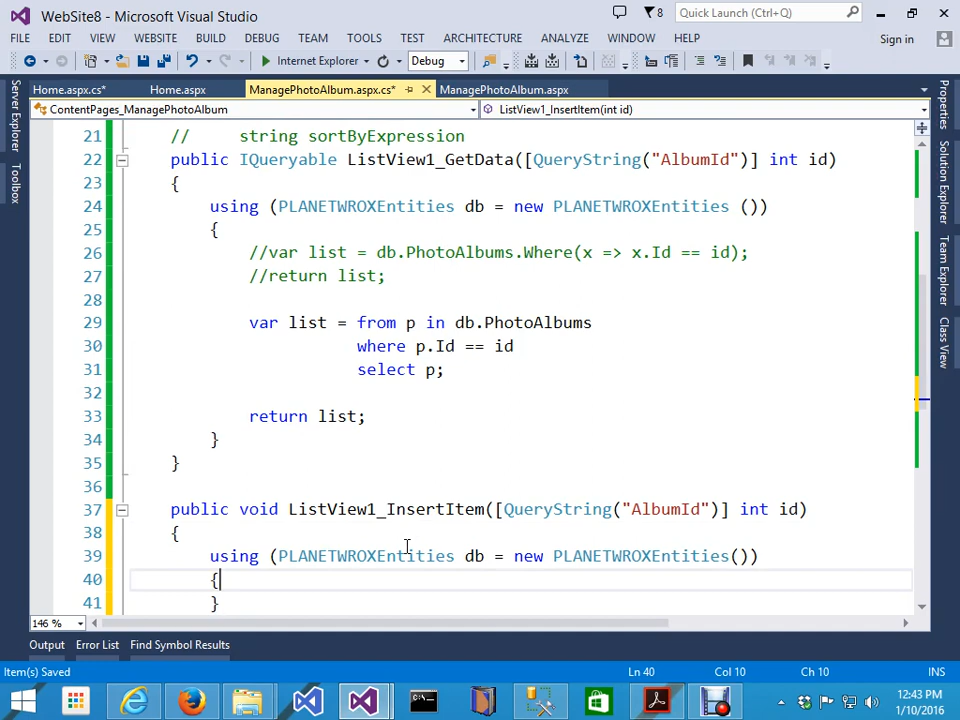 WebSite8 - Microsoft Visual Studio
8
Quick Launch (Ctrl+Q)
FILE EDIT VIEW WEBSITE BUILD DEBUG TEAM TOOLS TEST ARCHITECTURE ANALYZE WINDOW HELP Sign in
Internet Explorer Debug
Home.aspx.cs* Home.aspx ManagePhotoAlbum.aspx.cs* ManagePhotoAlbum.aspx
ContentPages_ManagePhotoAlbum ListView1_InsertItem(int id)
21 //     string sortByExpression
22 public IQueryable ListView1_GetData([QueryString("AlbumId")] int id)
23 {
24 using (PLANETWROXEntities db = new PLANETWROXEntities ())
25 {
26 //var list = db.PhotoAlbums.Where(x => x.Id == id);
27 //return list;
28
29 var list = from p in db.PhotoAlbums
30 where p.Id == id
31 select p;
32
33 return list;
34 }
35 }
36
37 public void ListView1_InsertItem([QueryString("AlbumId")] int id)
38 {
39 using (PLANETWROXEntities db = new PLANETWROXEntities())
40 {
41 }
146 %
Server Explorer
Toolbox
Properties
Solution Explorer
Team Explorer
Class View
Output Error List Find Symbol Results
Item(s) Saved Ln 40 Col 10 Ch 10 INS
12:43 PM
1/10/2016